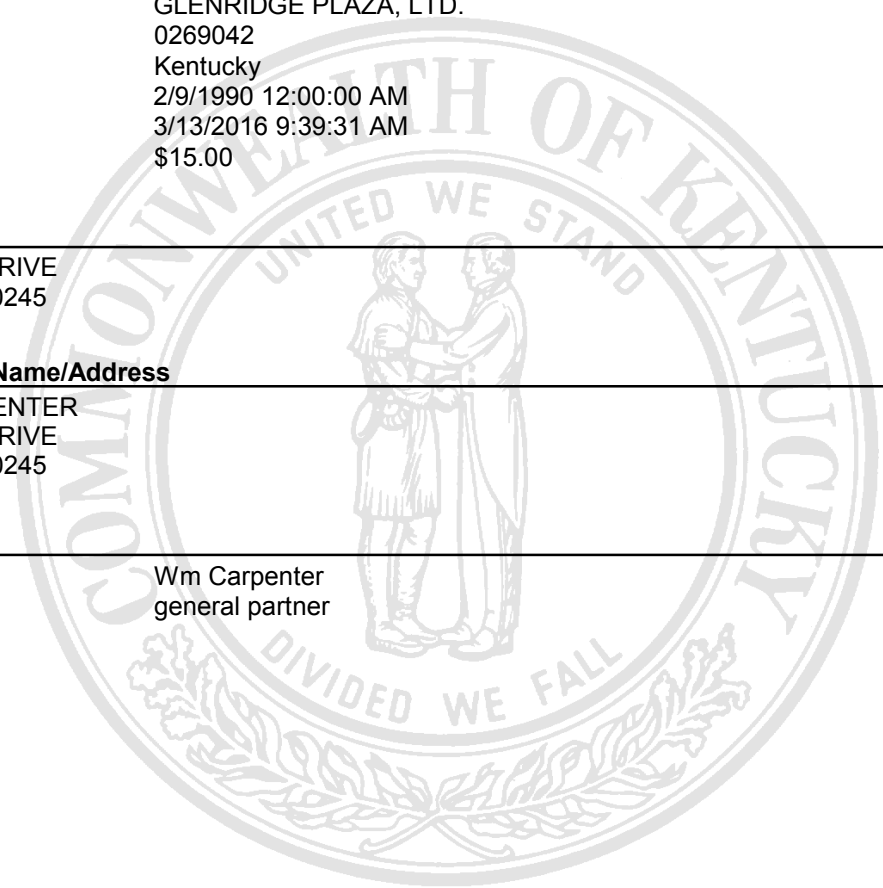 GLENRIDGE PLAZA, LTD.
0269042
Kentucky
2/9/1990 12:00:00 AM
3/13/2016 9:39:31 AM
$15.00
COMMONWEALTH OF KENTUCKY
UNITED WE STAND
RIVE
0245
Name/Address
ENTER
RIVE
0245
Wm Carpenter
general partner
DIVIDED WE FALL